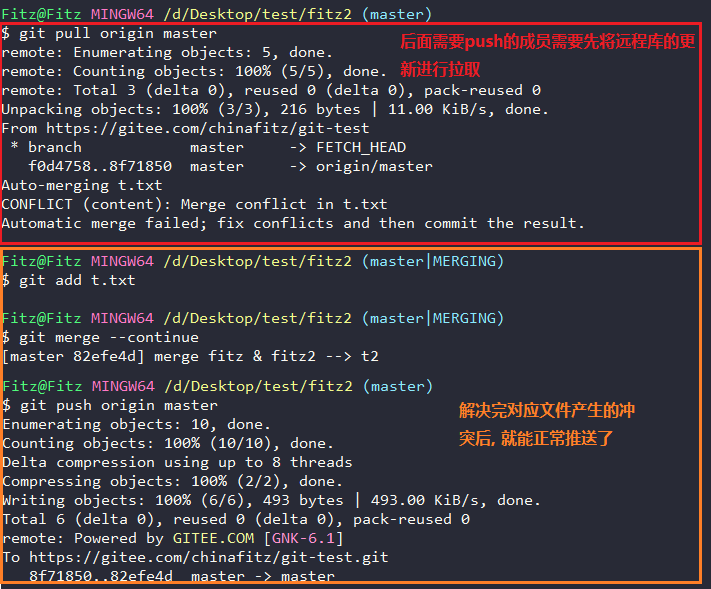 Fitz@Fitz MINGW64 /d/Desktop/test/fitz2 (master)
$ git pull origin master
后面需要push的成员需要先将远程库的更
新进行拉取
remote: Enumerating objects: 5, done.
remote: Counting objects: 100% (5/5), done.
remote: Total 3 (delta 0), reused 0 (delta 0), pack-reused 0
Unpacking objects: 100% (3/3), 216 bytes | 11.00 KiB/s, done.
From https://gitee.com/chinafitz/git-test
 * branch            master     -> FETCH_HEAD
   f0d4758..8f71850  master     -> origin/master
Auto-merging t.txt
CONFLICT (content): Merge conflict in t.txt
Automatic merge failed; fix conflicts and then commit the result.
Fitz@Fitz MINGW64 /d/Desktop/test/fitz2 (master|MERGING)
$ git add t.txt
Fitz@Fitz MINGW64 /d/Desktop/test/fitz2 (master|MERGING)
$ git merge --continue
[master 82efe4d] merge fitz & fitz2 --> t2
Fitz@Fitz MINGW64 /d/Desktop/test/fitz2 (master)
$ git push origin master
解决完对应文件产生的冲
突后, 就能正常推送了
Enumerating objects: 10, done.
Counting objects: 100% (10/10), done.
Delta compression using up to 8 threads
Compressing objects: 100% (2/2), done.
Writing objects: 100% (6/6), 493 bytes | 493.00 KiB/s, done.
Total 6 (delta 0), reused 0 (delta 0), pack-reused 0
remote: Powered by GITEE.COM [GNK-6.1]
To https://gitee.com/chinafitz/git-test.git
   8f71850..82efe4d  master -> master